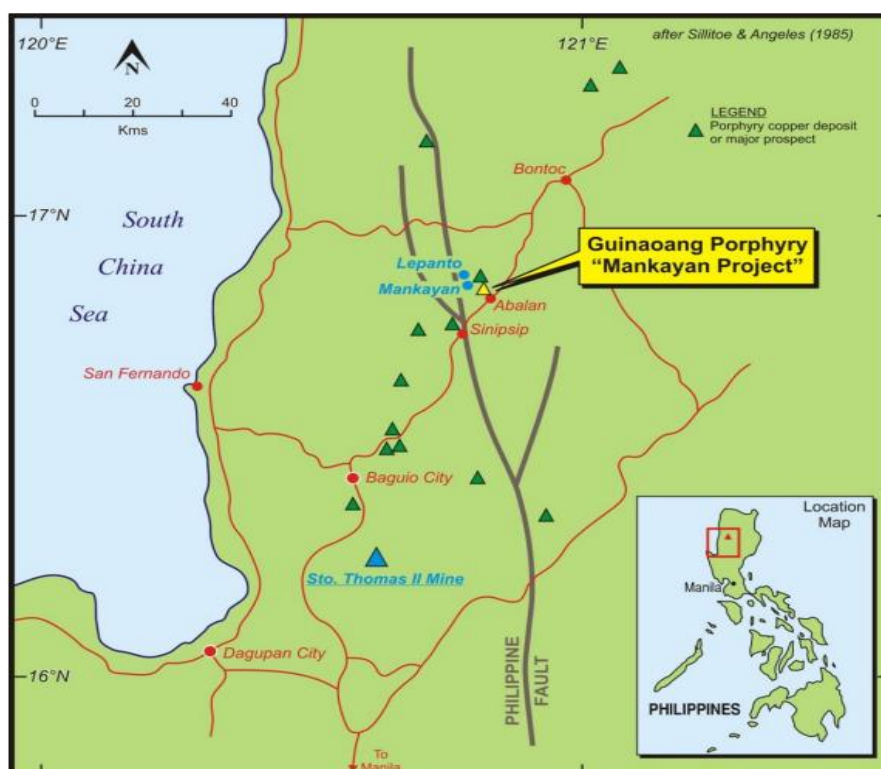 120°E
121°E
after Sillitoe & Angeles (1985)
N
0 20 40
Kms
LEGEND
Porphyry copper deposit
or major prospect
Bontoc
17°N
South
China
Sea
Guinaoang Porphyry
“Mankayan Project”
Lepanto
Mankayan
Abalan
Sinipsip
San Fernando
Baguio City
Location
Map
Sto. Thomas II Mine
Manila
Dagupan City
16°N
PHILIPPINE
FAULT
PHILIPPINES
To
Manila